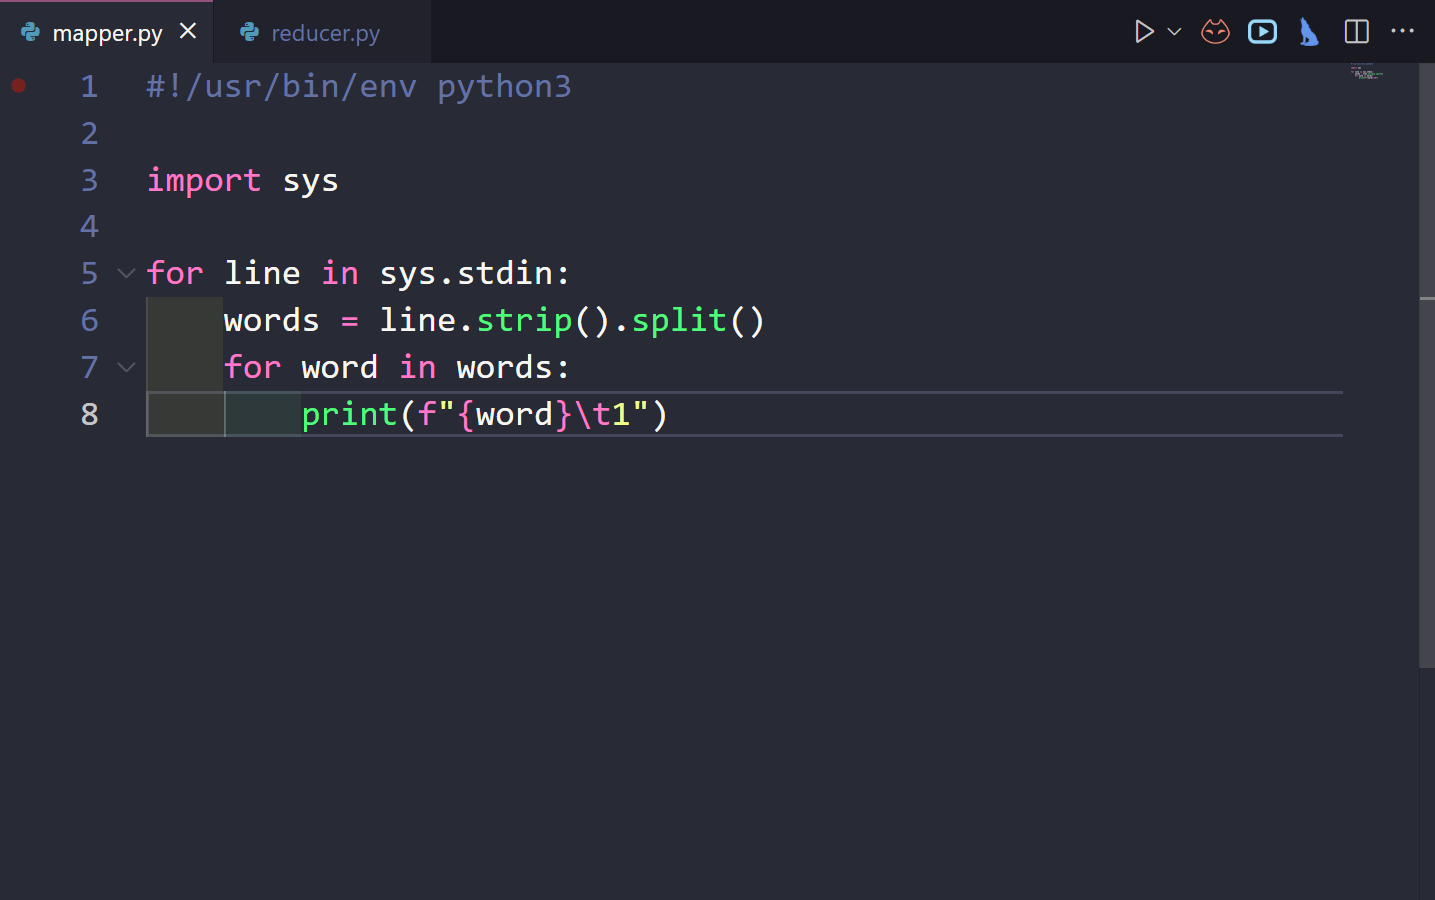 mapper.py reducer.py
1 #!/usr/bin/env python3
2
3 import sys
4
5 for line in sys.stdin:
6     words = line.strip().split()
7     for word in words:
8         print(f"{word}\t1")